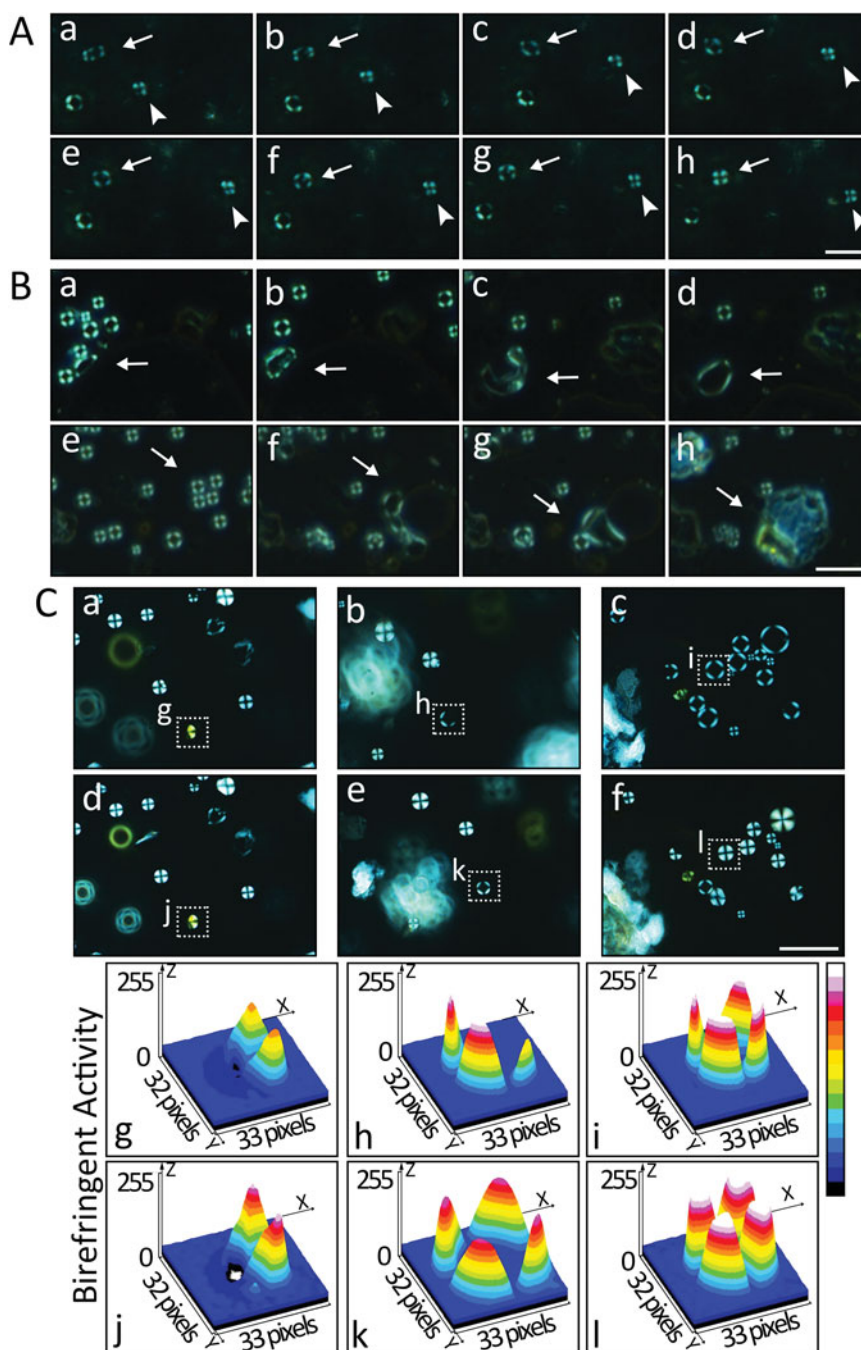 A
a b c d
e f g h
B
a b c d
e f g h
C
a b c
g h i
d e f
j k l
Birefringent Activity
255 Z 255 Z 255 Z
X X X
0 0 0
32 pixels 32 pixels 32 pixels
Y 33 pixels Y 33 pixels Y 33 pixels
g h i
255 Z 255 Z 255 Z
X X X
0 0 0
32 pixels 32 pixels 32 pixels
Y 33 pixels Y 33 pixels Y 33 pixels
j k l